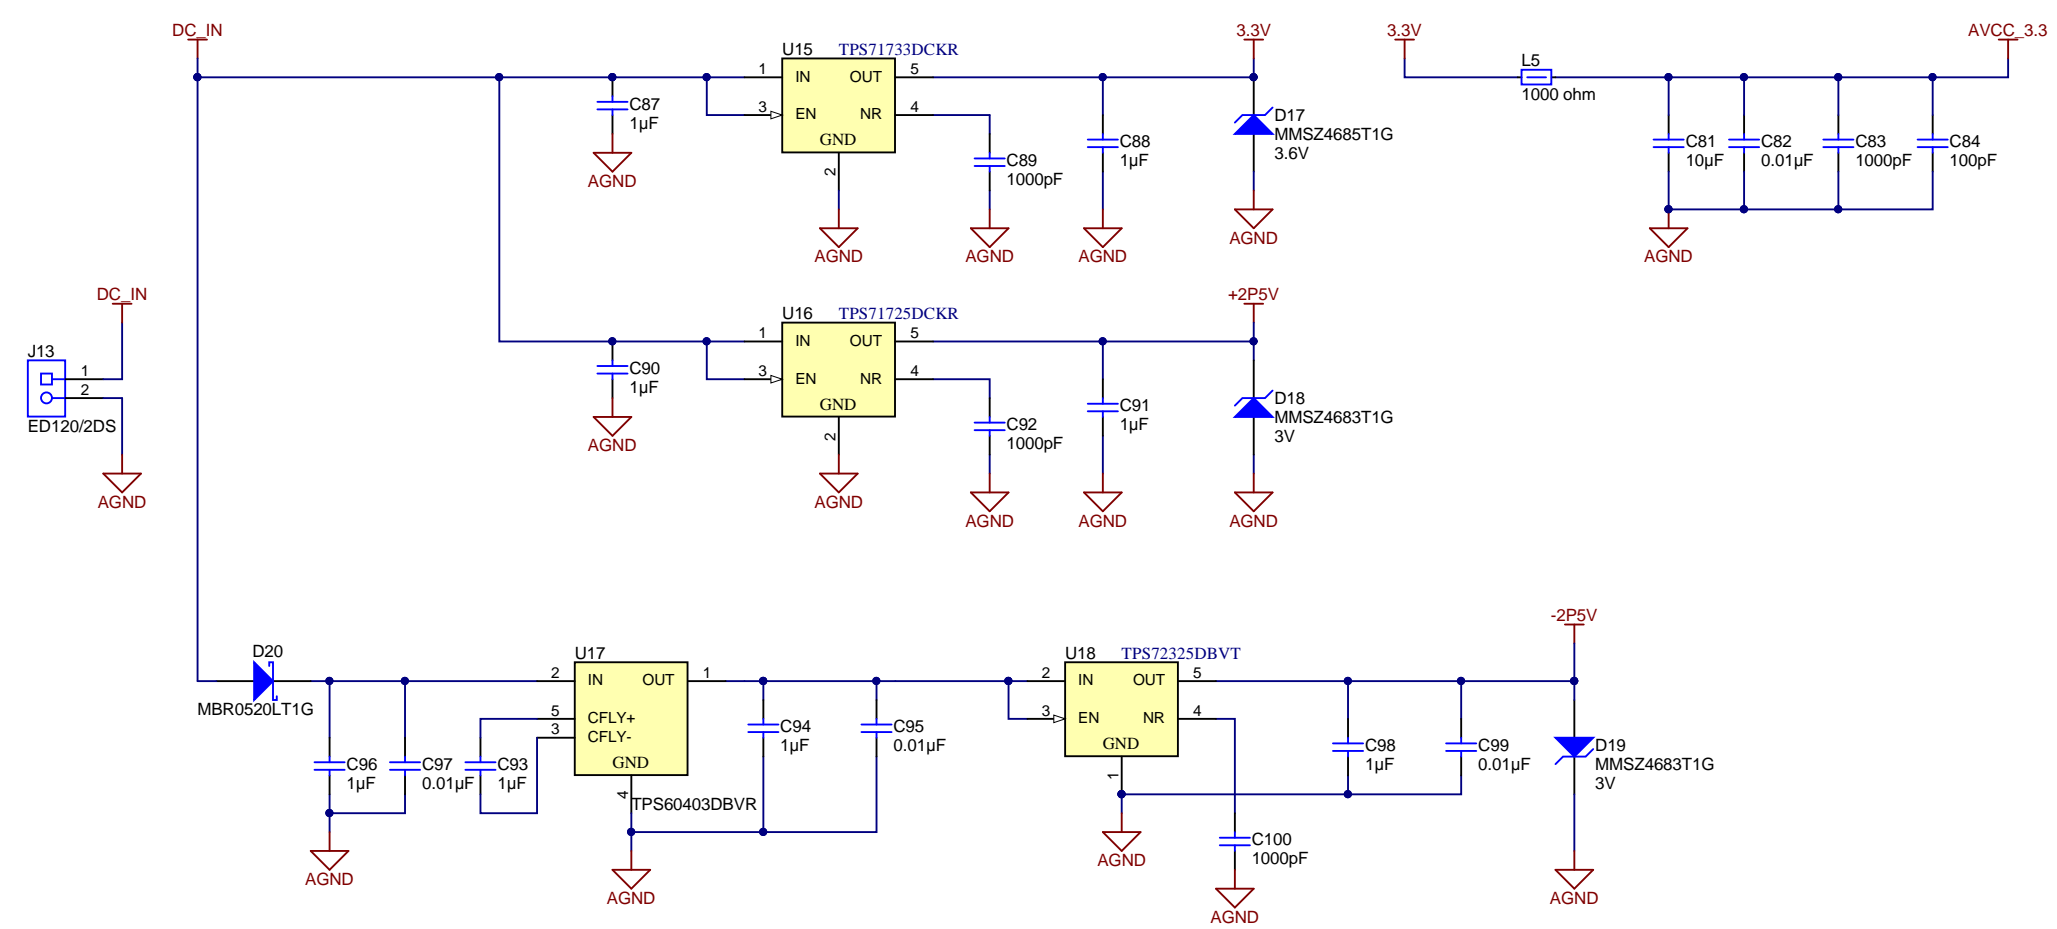 DC_IN
U15 TPS71733DCKR
1 IN OUT 5
3 EN NR 4
GND
2
AGND
C87
1µF
AGND
C89
1000pF
AGND
C88
1µF
AGND
3.3V
D17
MMSZ4685T1G
3.6V
AGND
3.3V
L5
1000 ohm
AVCC_3.3
C81
10µF
C82
0.01µF
C83
1000pF
C84
100pF
AGND
DC_IN
J13
1
2
ED120/2DS
AGND
U16 TPS71725DCKR
1 IN OUT 5
3 EN NR 4
GND
2
AGND
C90
1µF
AGND
C92
1000pF
AGND
C91
1µF
AGND
+2P5V
D18
MMSZ4683T1G
3V
AGND
D20
MBR0520LT1G
C96
1µF
C97
0.01µF
AGND
C93
1µF
U17
2 IN OUT 1
5 CFLY+
3 CFLY-
GND
4
TPS60403DBVR
AGND
C94
1µF
C95
0.01µF
U18 TPS72325DBVT
2 IN OUT 5
3 EN NR 4
GND
1
AGND
C100
1000pF
AGND
C98
1µF
C99
0.01µF
-2P5V
D19
MMSZ4683T1G
3V
AGND